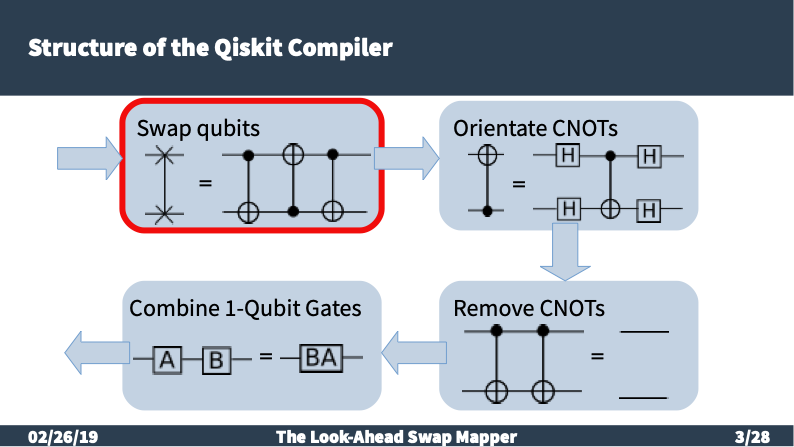 Structure of the Qiskit Compiler
Swap qubits
=
Orientate CNOTs
= H H
H H
Combine 1-Qubit Gates
A B = BA
Remove CNOTs
=
02/26/19 The Look-Ahead Swap Mapper 3/28